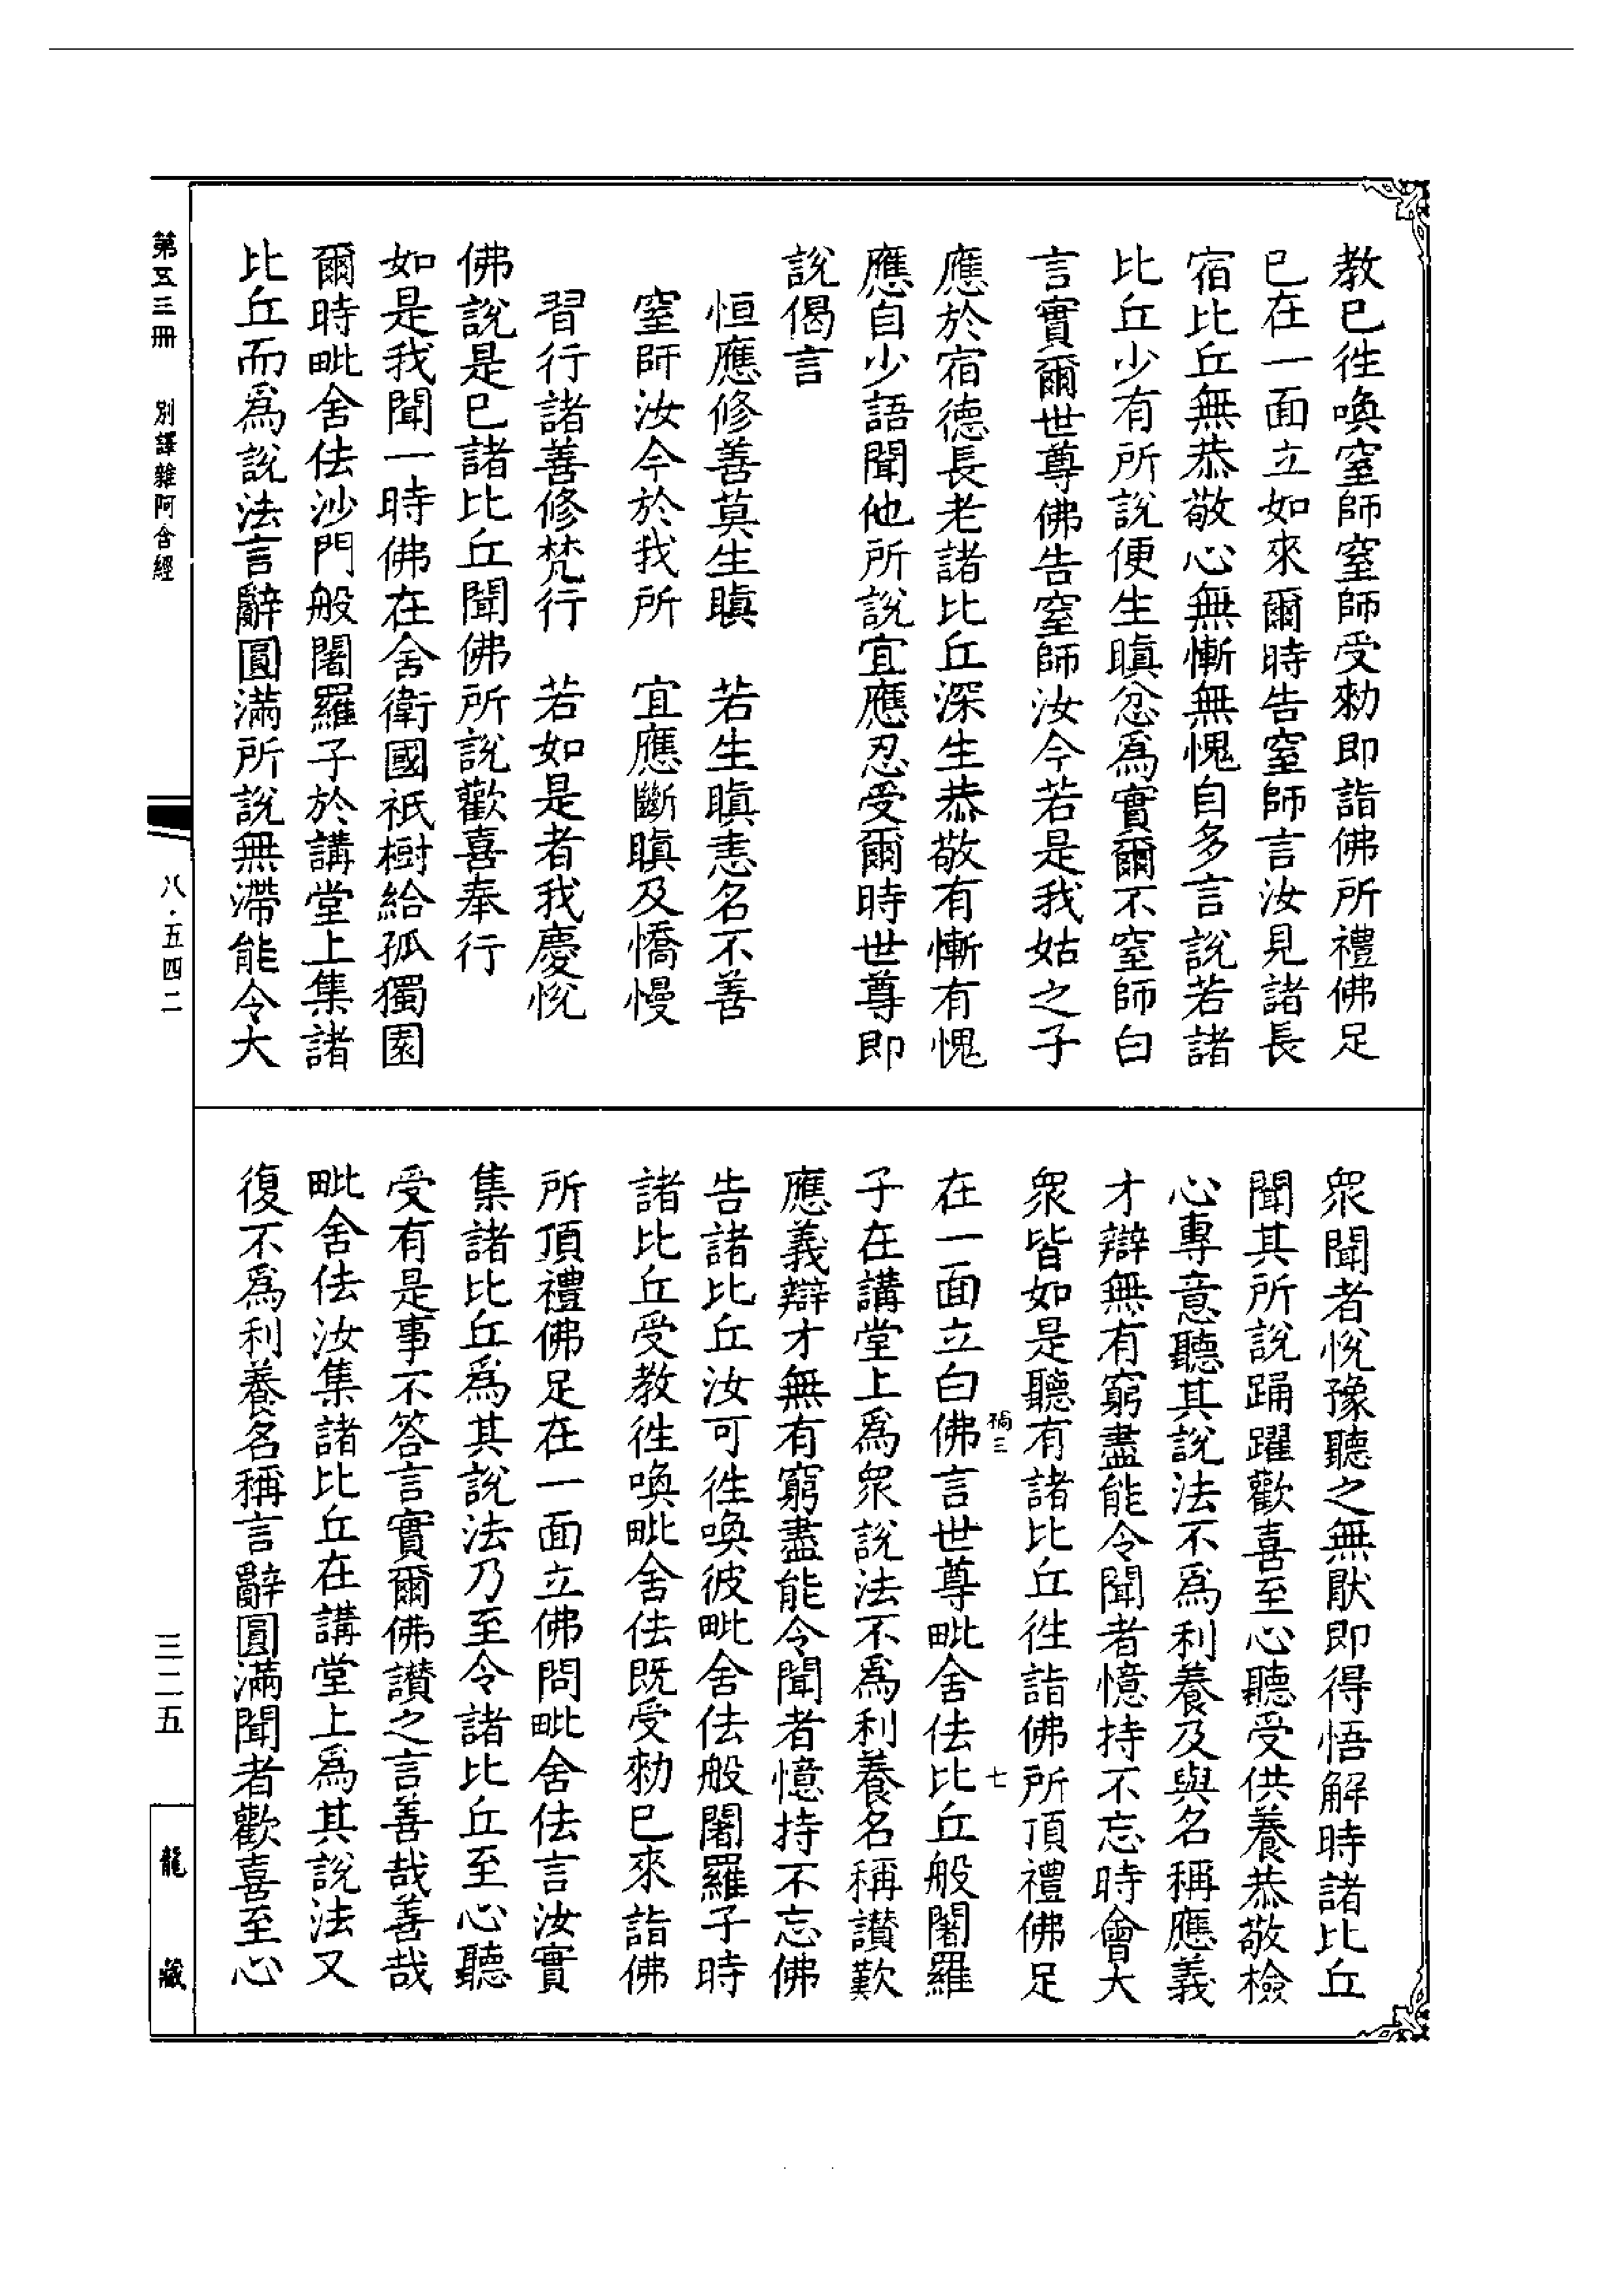 教已徃喚窒師窒師受勑即詣佛所禮佛足
已在一面立如來爾時告窒師言汝見諸長
宿比丘無恭敬心無慚無愧自多言說若諸
比丘少有所說便生瞋忿爲實爾不窒師白
言實爾世尊佛告窒師汝今若是我姑之子
應於宿德長老諸比丘深生恭敬有慚有愧
應自少語聞他所說宜應忍受爾時世尊即
說偈言
恒應修善莫生瞋　若生瞋恚名不善
窒師汝今於我所　宜應斷瞋及憍慢
習行諸善修梵行　若如是者我慶悅
佛說是已諸比丘聞佛所說歡喜奉行
如是我聞一時佛在舍衛國祇樹給孤獨園
爾時毗舍佉沙門般闍羅子於講堂上集諸
比丘而爲說法言辭圓滿所說無滯能令大
衆聞者悅豫聽之無厭即得悟解時諸比丘
聞其所說踊躍歡喜至心聽受供養恭敬撿
心專意聽其說法不爲利養及與名稱應義
才辯無有窮盡能令聞者憶持不忘時會大
衆皆如是聽有諸比丘徃詣佛所頂禮佛足
在一面立白佛言世尊毗舍佉比丘般闍羅
子在講堂上爲衆說法不爲利養名稱讃歎
應義辯才無有窮盡能令聞者憶持不忘佛
告諸比丘汝可徃喚彼毗舍佉般闍羅子時
諸比丘受教徃喚毗舍佉既受勑已來詣佛
所頂禮佛足在一面立佛問毗舍佉言汝實
集諸比丘爲其說法乃至令諸比丘至心聽
受有是事不答言實爾佛讃之言善哉善哉
毗舍佉汝集諸比丘在講堂上爲其說法又
復不爲利養名稱言辭圓滿聞者歡喜至心
第五三冊　別譯雜阿含經
八·五四二
三二五
龍藏
七